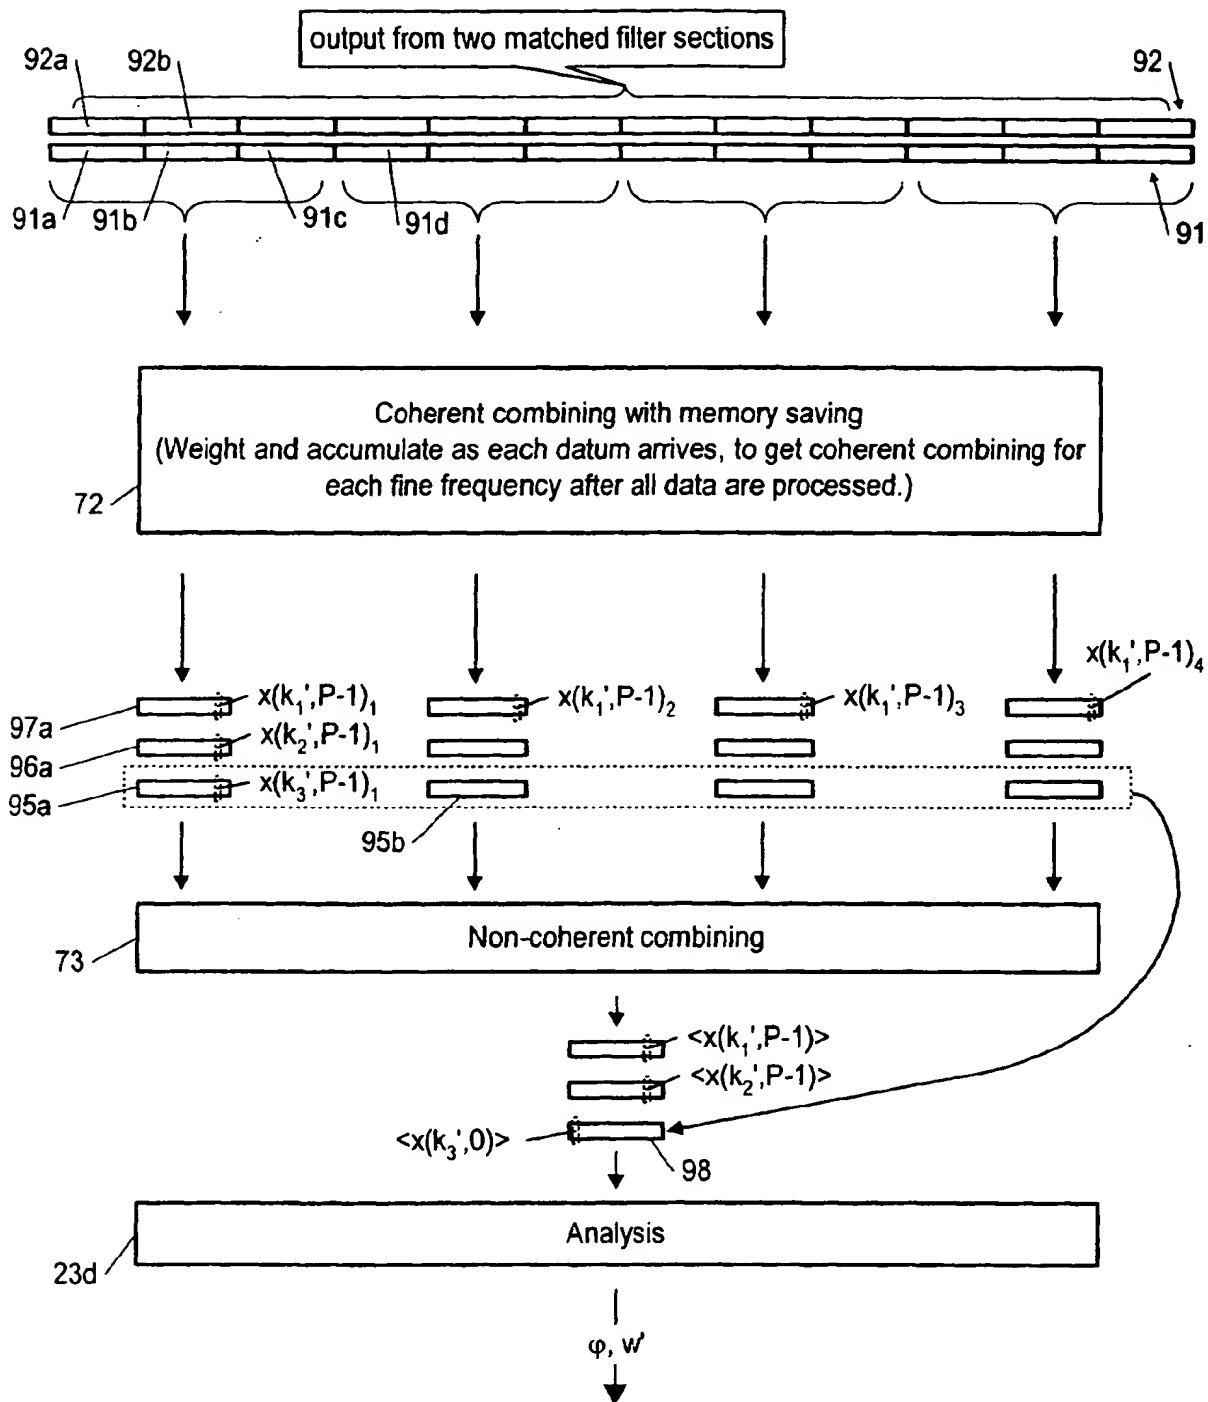 output from two matched filter sections
92a 92b 92
91a 91b 91c 91d 91
Coherent combining with memory saving
(Weight and accumulate as each datum arrives, to get coherent combining for
each fine frequency after all data are processed.)
72
x(k₁',P-1)₄
97a x(k₁',P-1)₁ x(k₁',P-1)₂ x(k₁',P-1)₃
96a x(k₂',P-1)₁
95a x(k₃',P-1)₁
95b
Non-coherent combining
73
<x(k₁',P-1)>
<x(k₂',P-1)>
<x(k₃',0)>
98
Analysis
23d
φ, w'